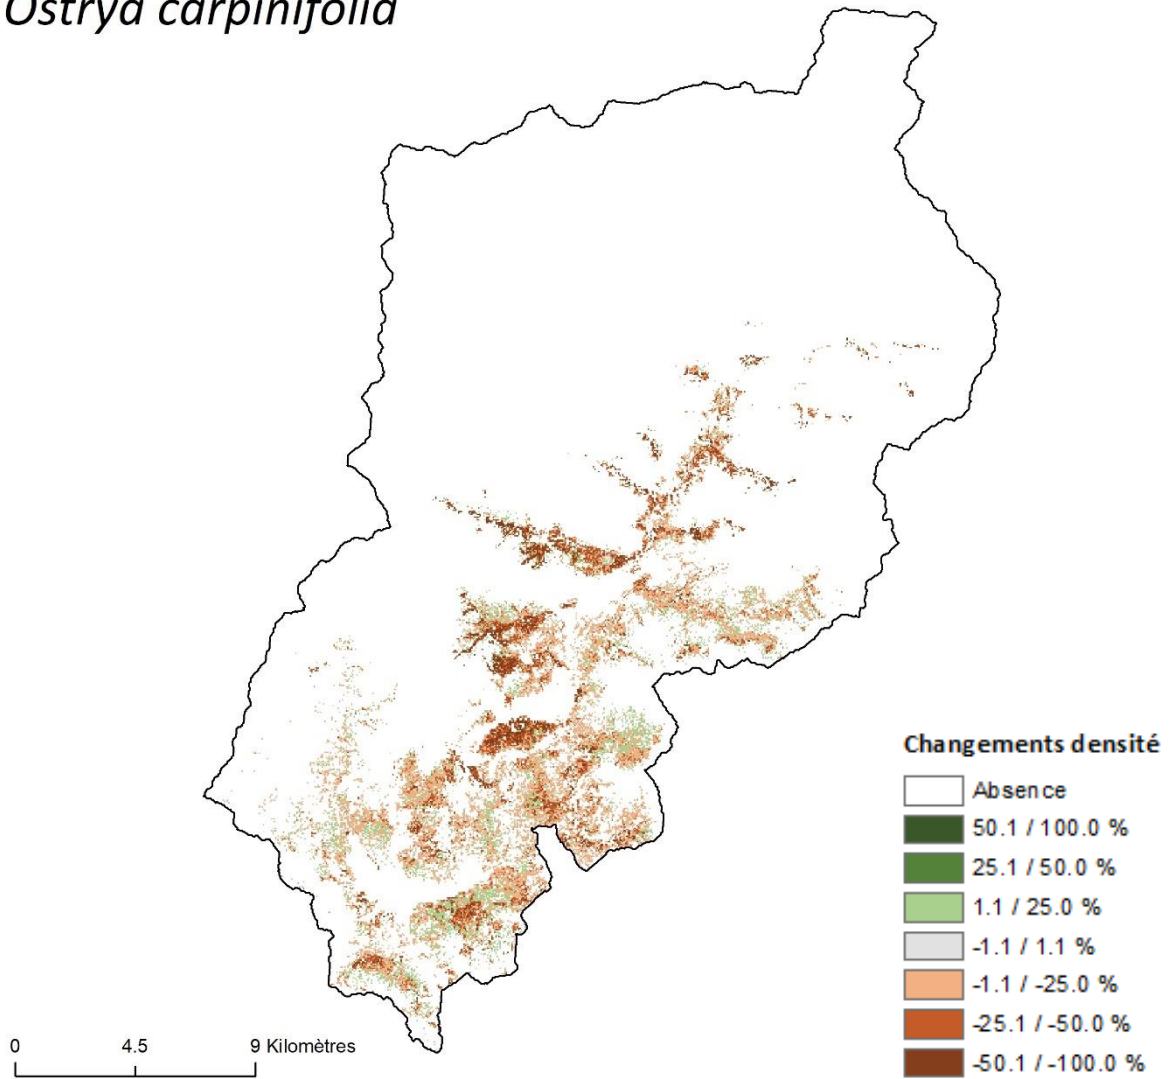 Ostrya carpinifolia
Changements densité
Absence
50.1 / 100.0 %
25.1 / 50.0 %
1.1 / 25.0 %
-1.1 / 1.1 %
-1.1 / -25.0 %
-25.1 / -50.0 %
-50.1 / -100.0 %
0 4.5 9 Kilomètres